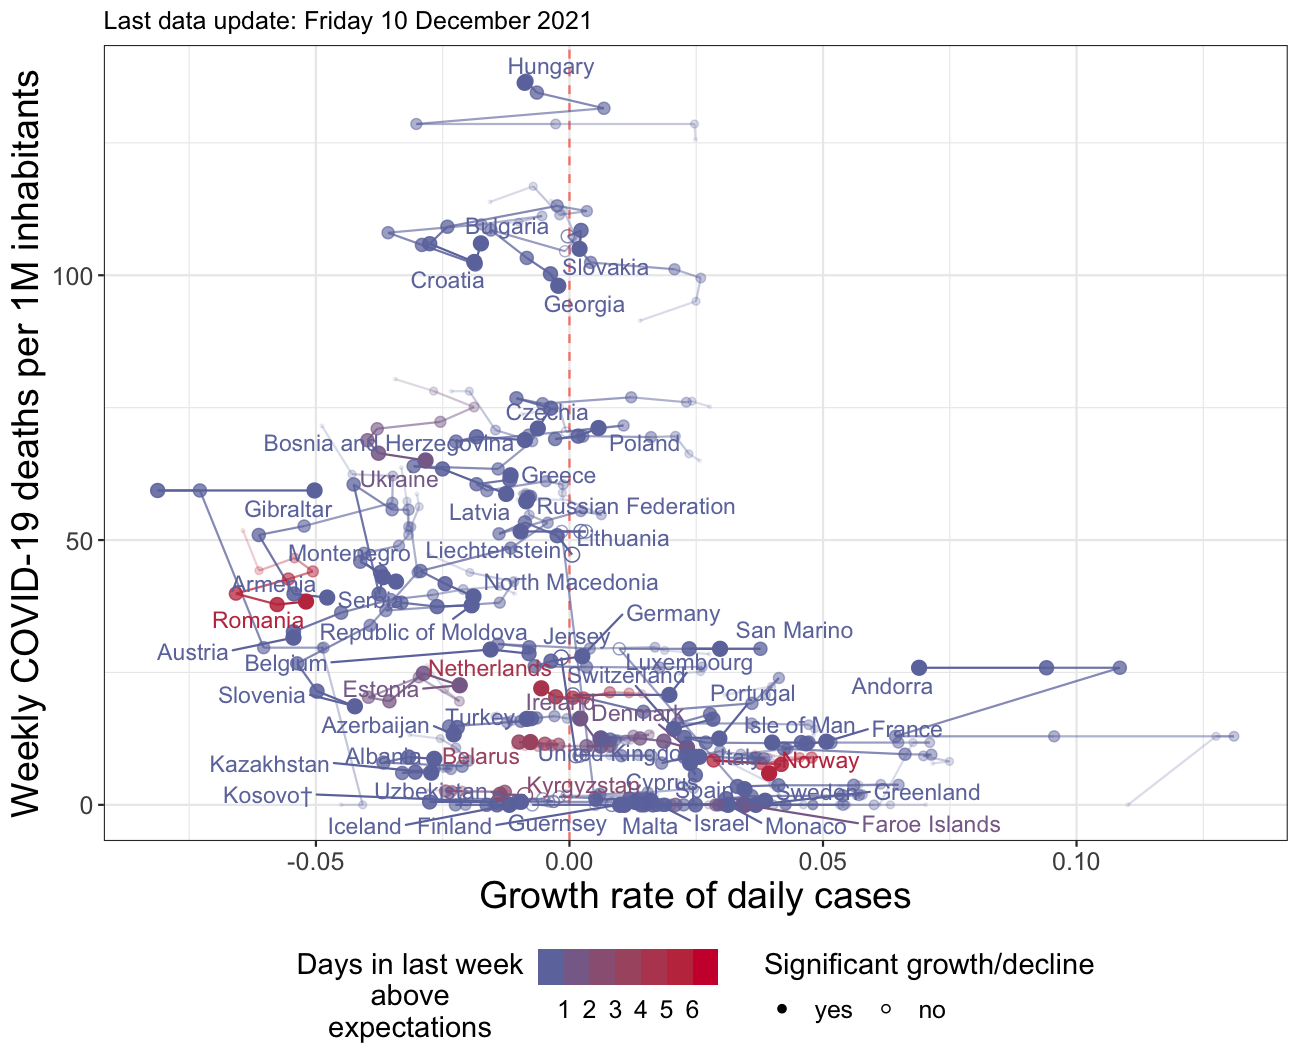 Last data update: Friday 10 December 2021
Weekly COVID-19 deaths per 1M inhabitants
100
50
0
Hungary
Bulgaria
Slovakia
Croatia
Georgia
Czechia
Bosnia and Herzegovina
Poland
Ukraine
Greece
Gibraltar
Latvia
Russian Federation
Lithuania
Montenegro
Liechtenstein
Armenia
North Macedonia
Serbia
Romania
Germany
Republic of Moldova
Jersey
San Marino
Austria
Belgium
Netherlands
Luxembourg
Switzerland
Estonia
Andorra
Slovenia
Portugal
Ireland
Denmark
Turkey
Azerbaijan
Isle of Man
France
Albania
Belarus
United Kingdom
Italy
Norway
Kazakhstan
Cyprus
Kyrgyzstan
Uzbekistan
Spain
Sweden
Greenland
Kosovo†
Iceland
Finland
Guernsey
Malta
Israel
Monaco
Faroe Islands
-0.05
0.00
0.05
0.10
Growth rate of daily cases
Days in last week
above
expectations
1 2 3 4 5 6
Significant growth/decline
yes
no